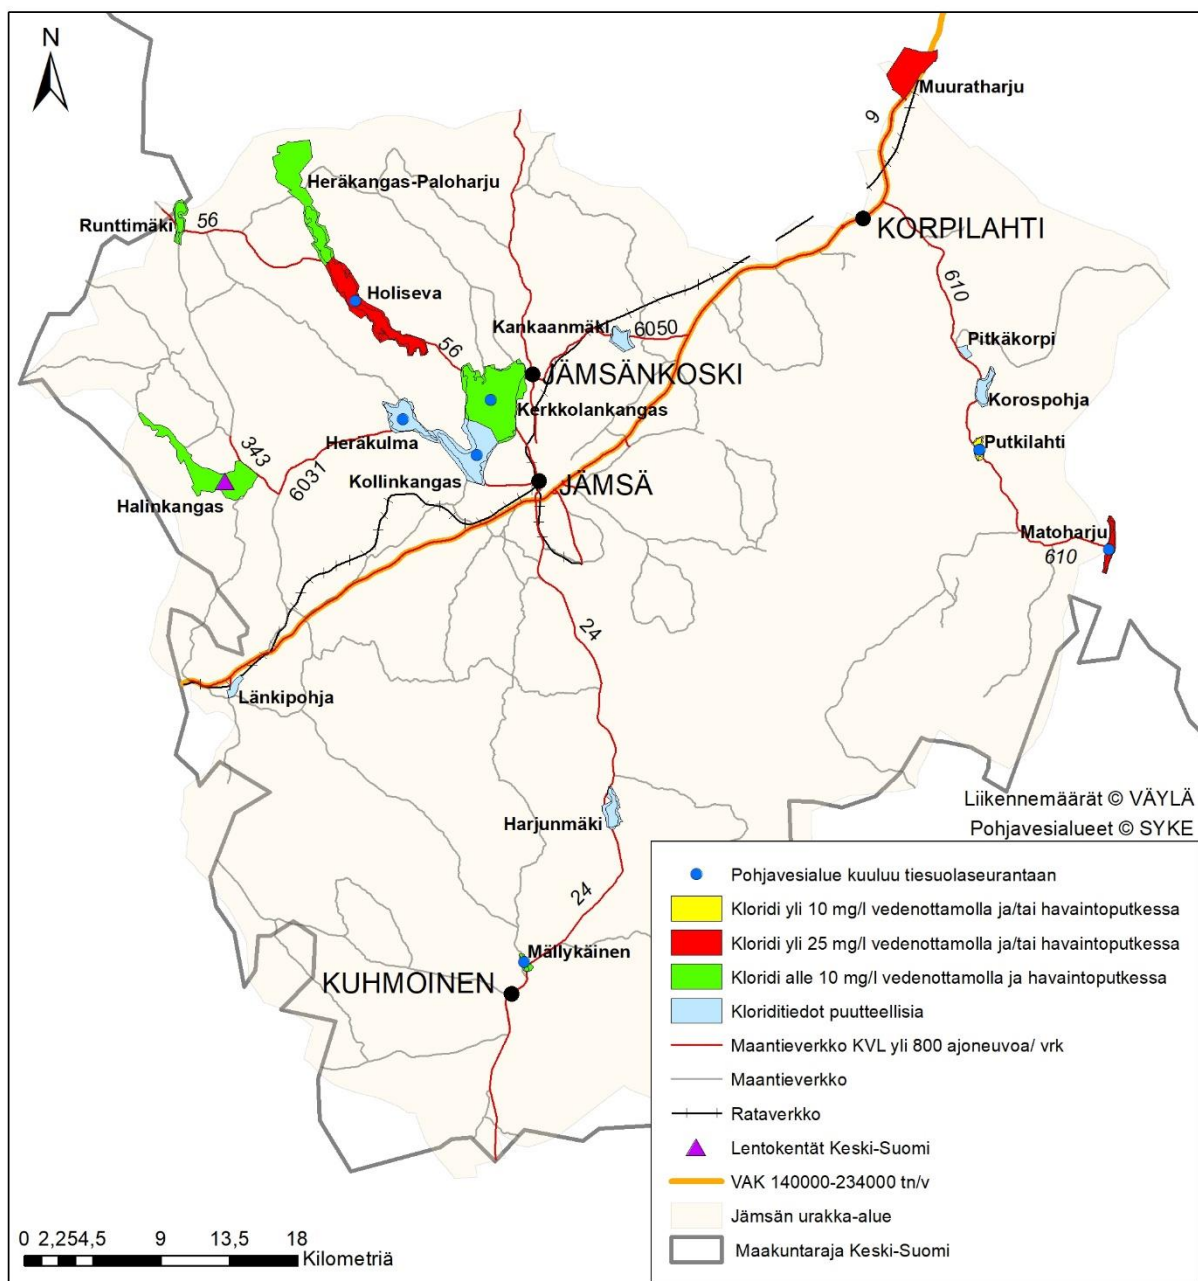 N
Muuratharju
9
Heräkangas-Paloharju
Runttimäki
56
KORPILAHTI
610
Holiseva
Kankaanmäki
6050
Pitkäkorpi
56
JÄMSÄNKOSKI
Korospohja
Kerkkolankangas
Heräkulma
Putkilahti
343
6031
Kollinkangas
JÄMSÄ
Halinkangas
Matoharju
610
24
Länkipohja
Harjunmäki
Liikennemäärät © VÄYLÄ
Pohjavesialueet © SYKE
24
Mällykäinen
KUHMOINEN
Pohjavesialue kuuluu tiesuolaseurantaan
Kloridi yli 10 mg/l vedenottamolla ja/tai havaintoputkessa
Kloridi yli 25 mg/l vedenottamolla ja/tai havaintoputkessa
Kloridi alle 10 mg/l vedenottamolla ja havaintoputkessa
Kloriditiedot puutteellisia
Maantieverkko KVL yli 800 ajoneuvoa/ vrk
Maantieverkko
Rataverkko
Lentokentät Keski-Suomi
VAK 140000-234000 tn/v
Jämsän urakka-alue
Maakuntaraja Keski-Suomi
0 2,25 4,5 9 13,5 18
Kilometriä